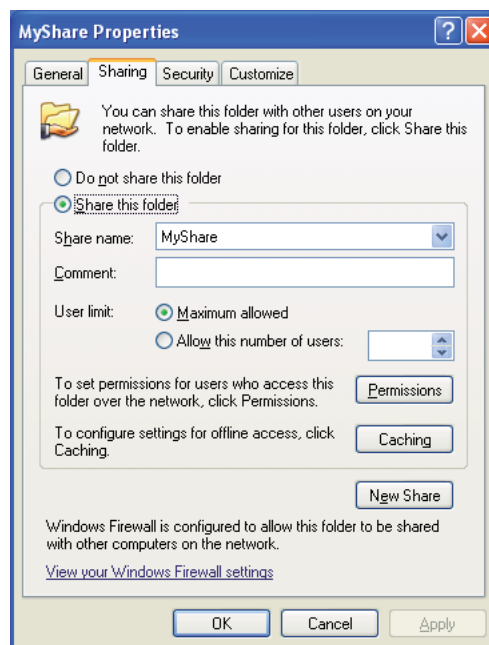 MyShare Properties
General Sharing Security Customize
You can share this folder with other users on your
network. To enable sharing for this folder, click Share this
folder.
Do not share this folder
Share this folder
Share name: MyShare
Comment:
User limit: Maximum allowed
Allow this number of users:
To set permissions for users who access this
folder over the network, click Permissions. Permissions
To configure settings for offline access, click
Caching. Caching
New Share
Windows Firewall is configured to allow this folder to be shared
with other computers on the network.
View your Windows Firewall settings
OK Cancel Apply